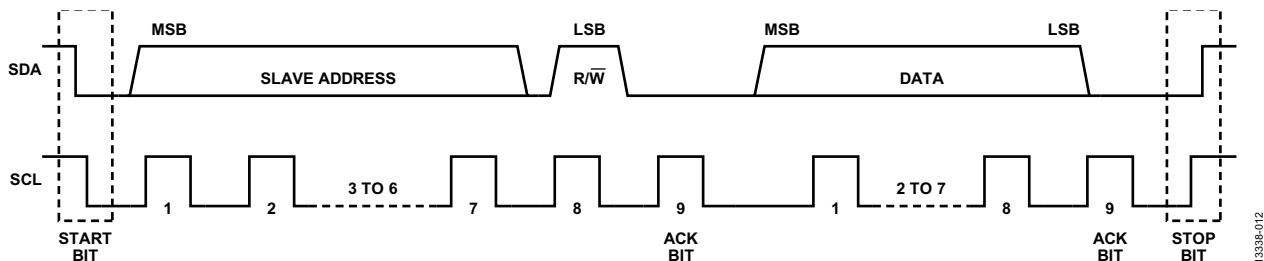 MSB LSB MSB LSB
SDA SLAVE ADDRESS R/W̅ DATA
SCL
3 TO 6 2 TO 7
1 2 7 8 9 1 8 9
START BIT
ACK BIT
ACK BIT
STOP BIT
13338-012